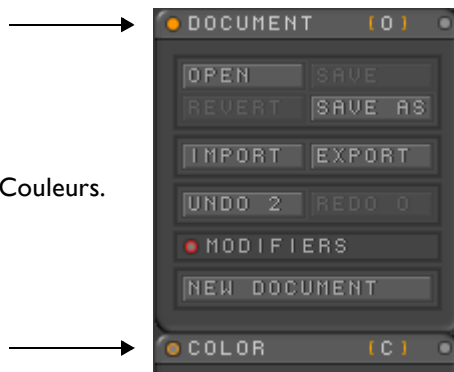 DOCUMENT [O]
OPEN SAVE
REVERT SAVE AS
IMPORT EXPORT
Couleurs.
UNDO 2 REDO 0
MODIFIERS
NEW DOCUMENT
COLOR [C]